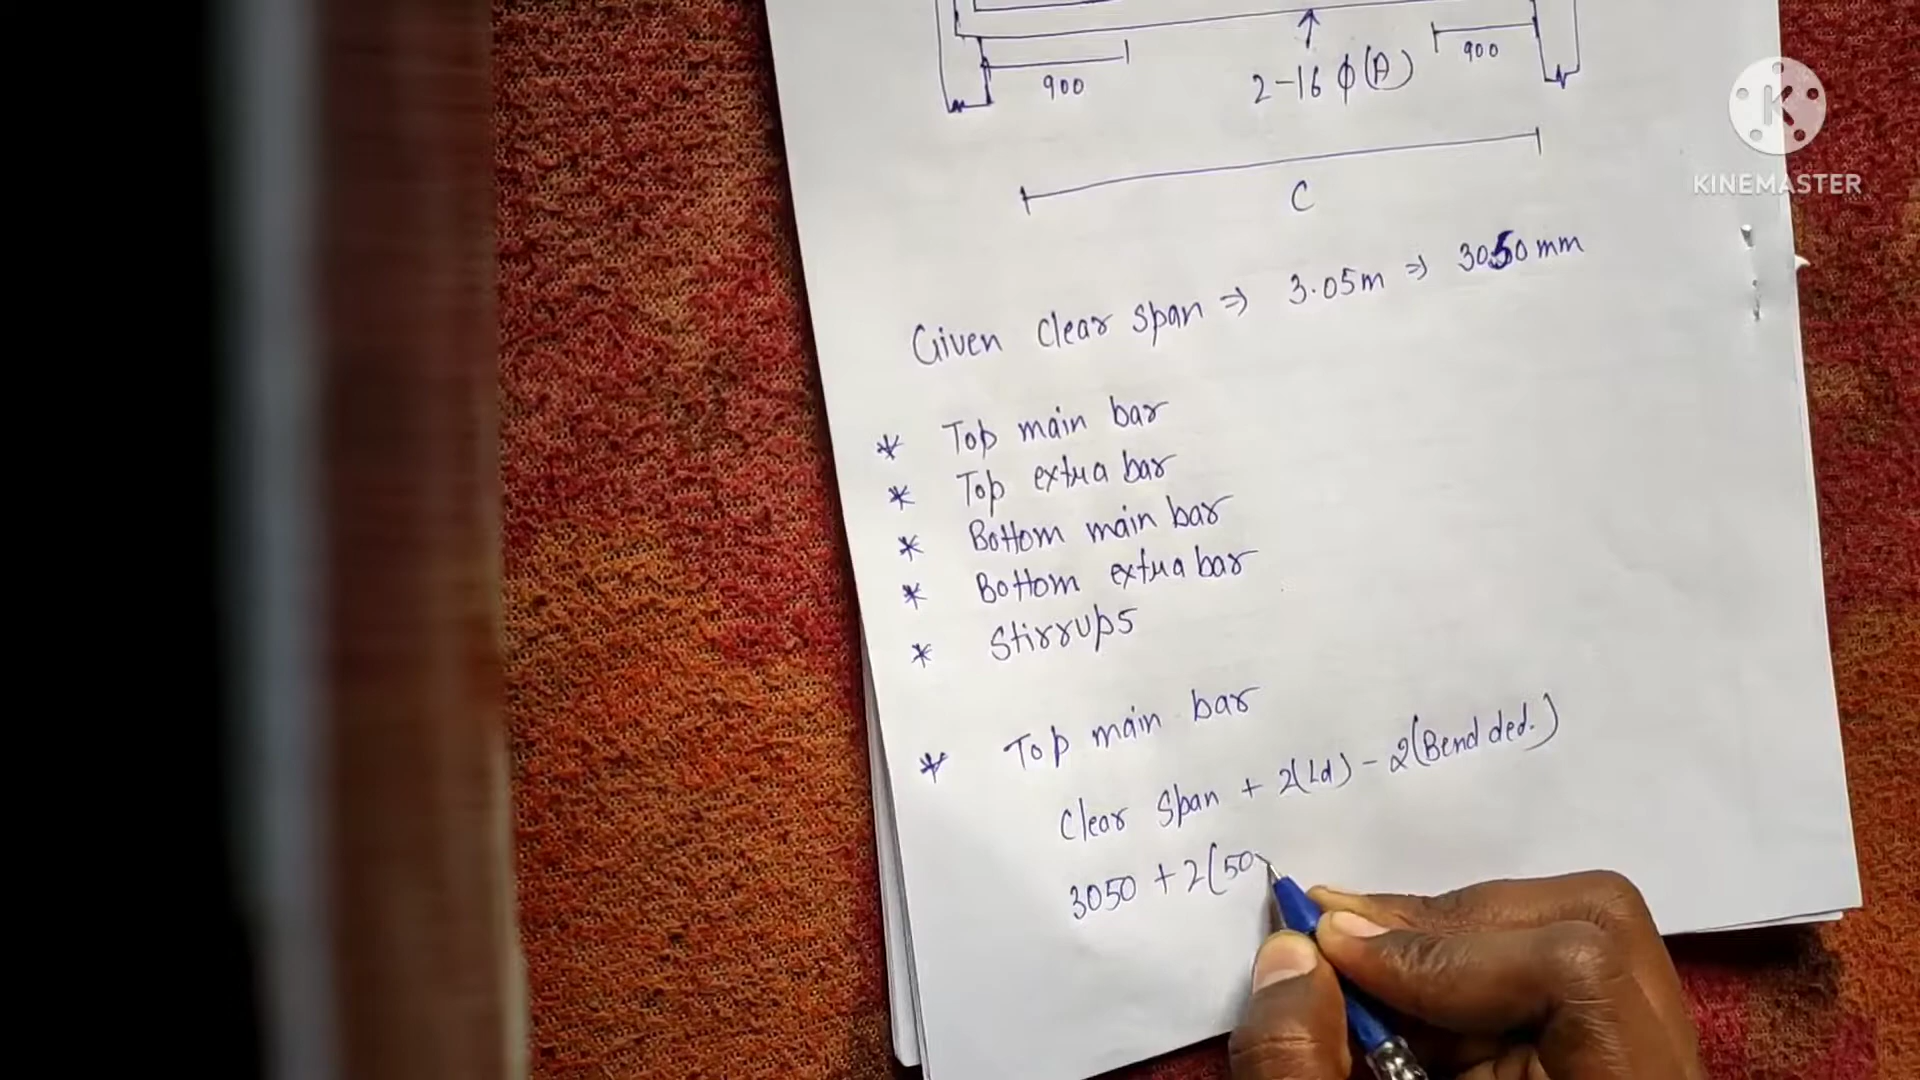 900
2-16 ϕ(A)
900
C
K
KINEMASTER
Given clear span ⇒ 3.05m ⇒ 3050 mm
* Top main bar
* Top extra bar
* Bottom main bar
* Bottom extra bar
* Stirrups
* Top main bar
Clear span + 2(Ld) - 2(Bend ded.)
3050 + 2(50